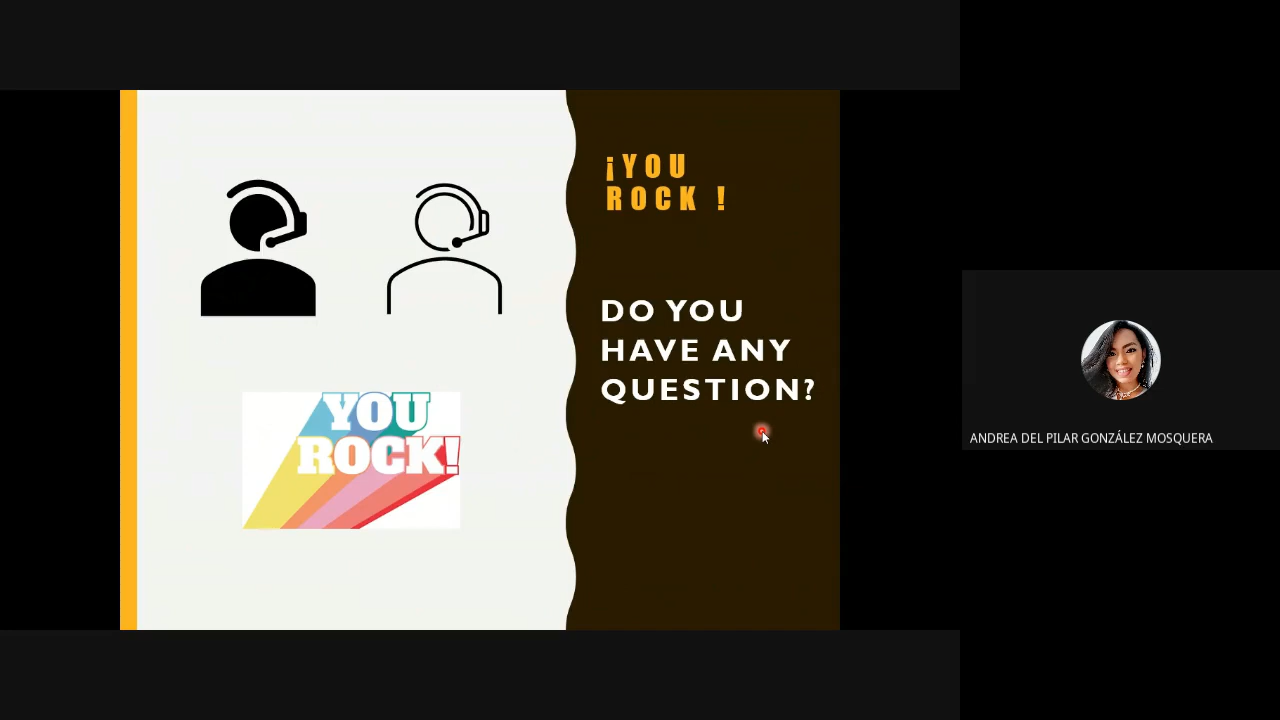 ¡YOU
ROCK !
DO YOU
HAVE ANY
QUESTION?
YOU
ROCK!
ANDREA DEL PILAR GONZÁLEZ MOSQUERA